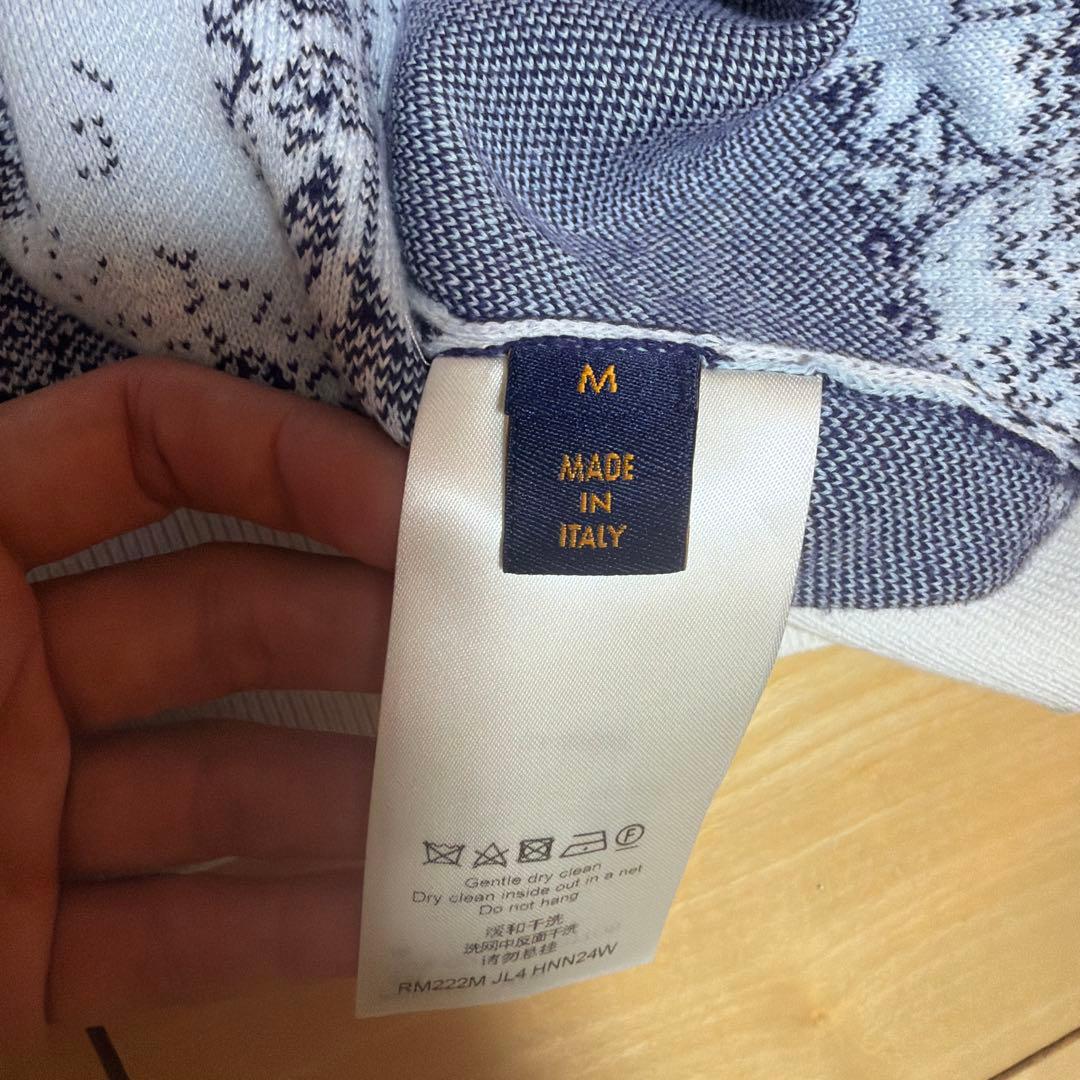 M
MADE
IN
ITALY
F
Gentle dry clean
Dry clean inside out in a net
Do not hang
缓和干洗
洗网中反面干洗
请勿悬挂
RM222M JL4 HNN24W